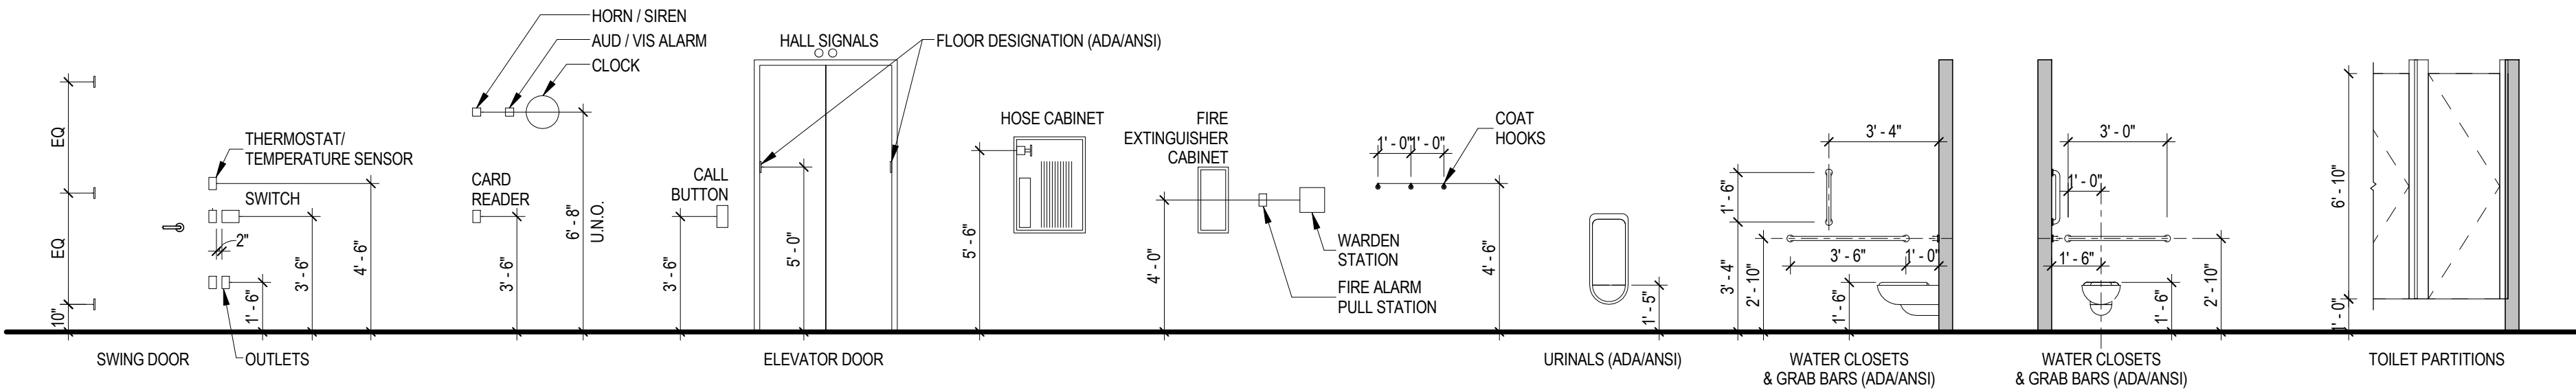 HORN / SIREN
AUD / VIS ALARM
CLOCK
HALL SIGNALS
FLOOR DESIGNATION (ADA/ANSI)
EQ
EQ
10"
THERMOSTAT/
TEMPERATURE SENSOR
SWITCH
2"
1' - 6"
3' - 6"
4' - 6"
CARD
READER
3' - 6"
6' - 8"
U.N.O.
CALL
BUTTON
3' - 6"
5' - 0"
HOSE CABINET
5' - 6"
FIRE
EXTINGUISHER
CABINET
4' - 0"
WARDEN
STATION
FIRE ALARM
PULL STATION
1' - 0"
1' - 0"
COAT
HOOKS
4' - 6"
1' - 5"
3' - 4"
1' - 6"
3' - 4"
2' - 10"
3' - 6"
1' - 0"
1' - 6"
3' - 0"
1' - 0"
1' - 6"
1' - 6"
2' - 10"
6' - 10"
1' - 0"
SWING DOOR
OUTLETS
ELEVATOR DOOR
URINALS (ADA/ANSI)
WATER CLOSETS
& GRAB BARS (ADA/ANSI)
WATER CLOSETS
& GRAB BARS (ADA/ANSI)
TOILET PARTITIONS